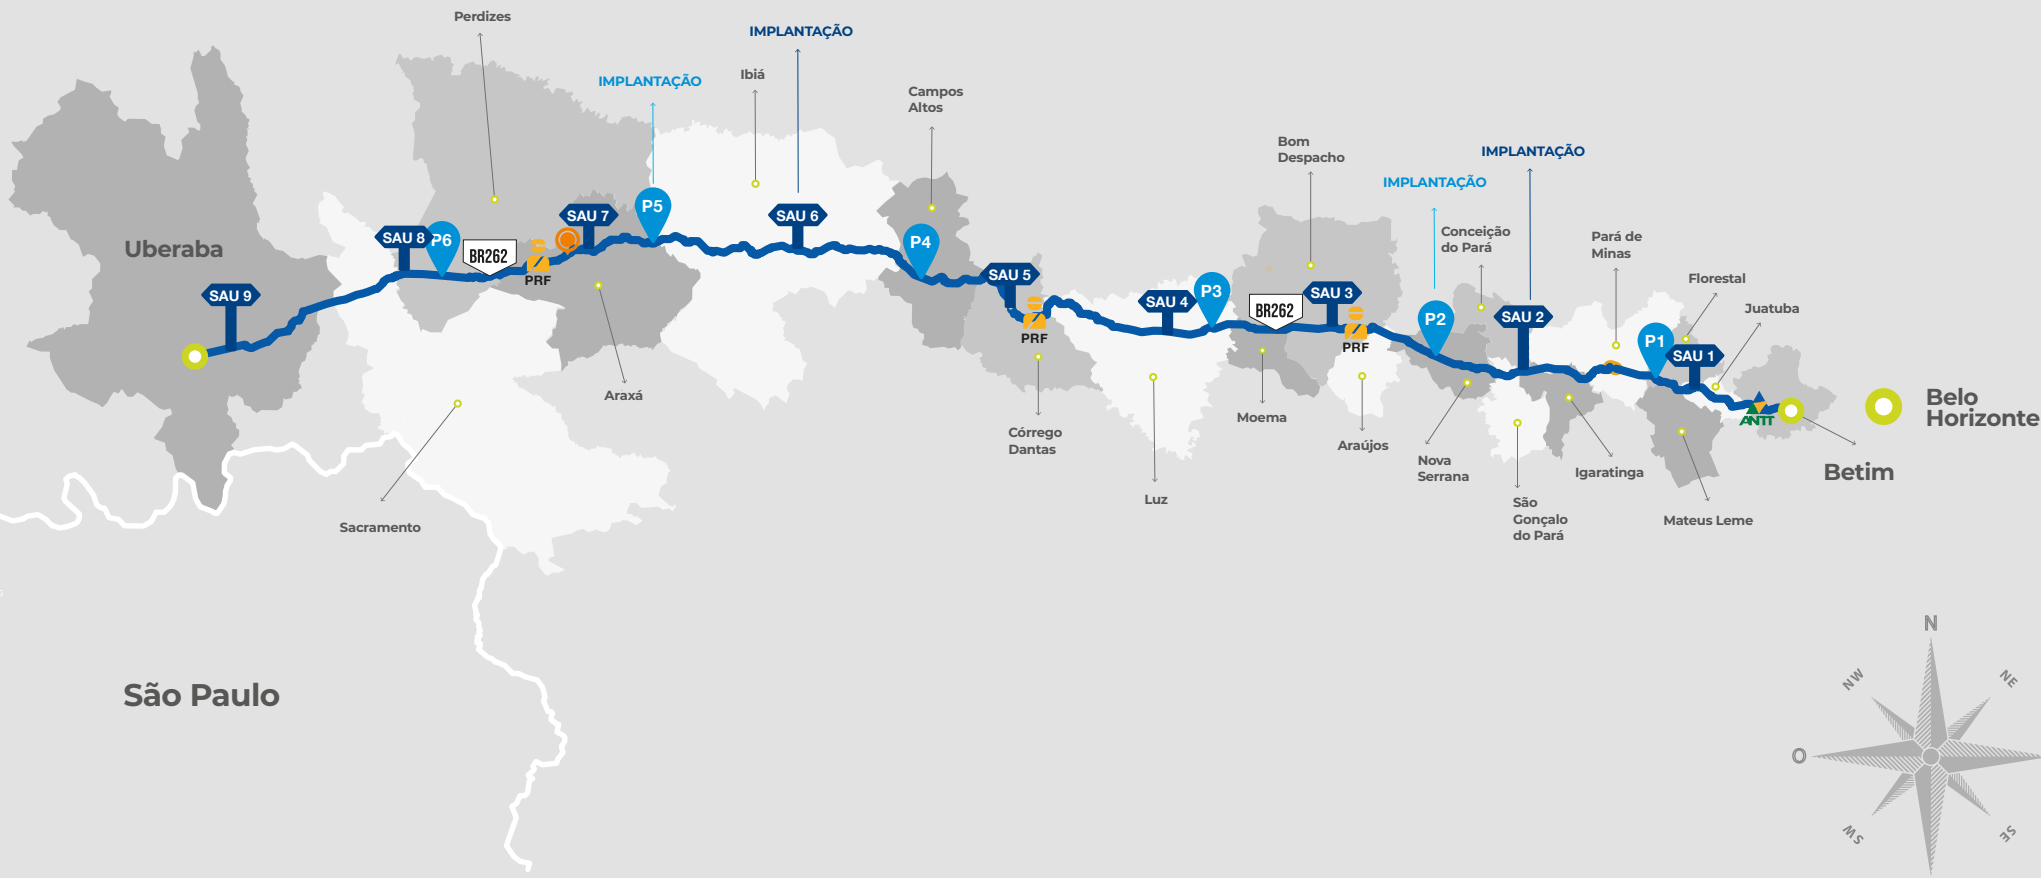 Perdizes
IMPLANTAÇÃO
IMPLANTAÇÃO
Ibiá
Campos
Altos
Bom
Despacho
IMPLANTAÇÃO
IMPLANTAÇÃO
Conceição
do Pará
Pará de
Minas
Florestal
Juatuba
Uberaba
SAU 9
SAU 8
P6
BR262
PRF
SAU 7
P5
SAU 6
P4
SAU 5
PRF
SAU 4
P3
BR262
SAU 3
PRF
P2
SAU 2
P1
SAU 1
ANTT
Belo
Horizonte
Betim
Araxá
Sacramento
Córrego
Dantas
Luz
Moema
Araújos
Nova
Serrana
São
Gonçalo
do Pará
Igaratinga
Mateus Leme
São Paulo
N
NW
NE
O
SW
SE